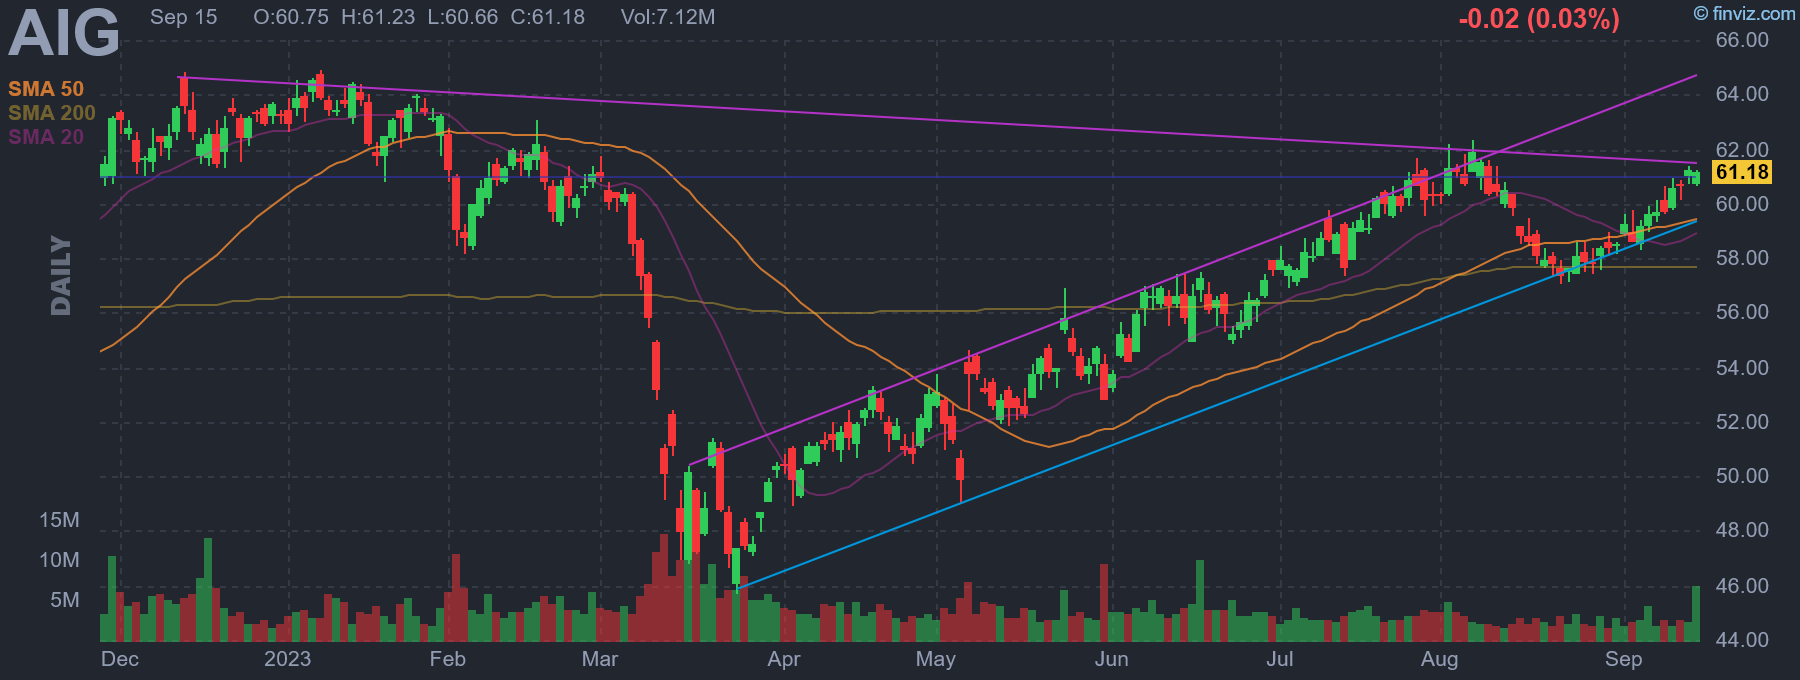 AIG Sep 15 O:60.75 H:61.23 L:60.66 C:61.18 Vol:7.12M -0.02 (0.03%) © finviz.com
SMA 50
SMA 200
SMA 20
DAILY
66.00
64.00
62.00
61.18
60.00
58.00
56.00
54.00
52.00
50.00
48.00
46.00
44.00
15M
10M
5M
Dec 2023 Feb Mar Apr May Jun Jul Aug Sep